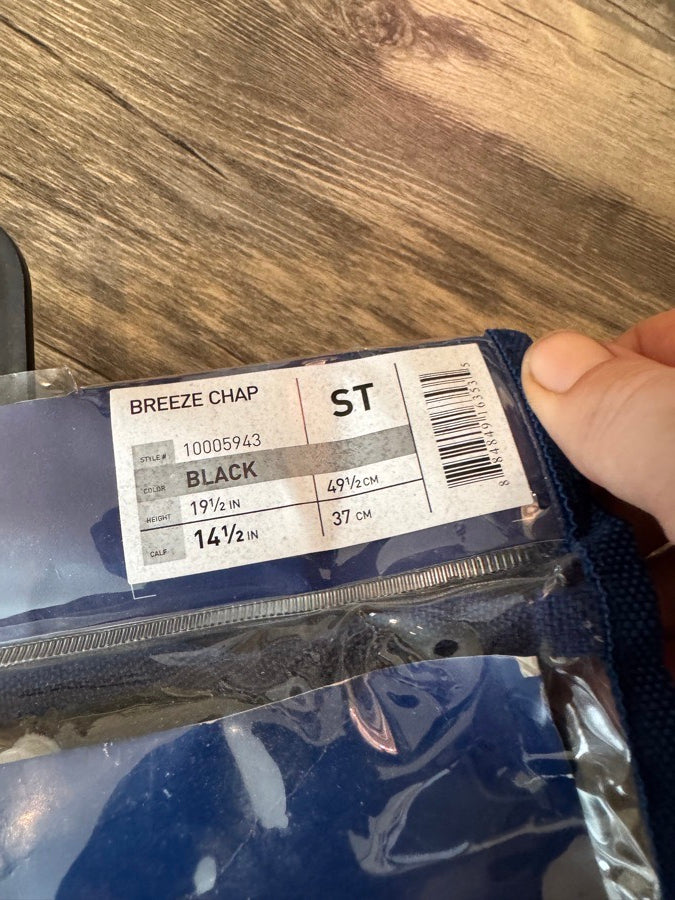 BREEZE CHAP
ST
STYLE # 10005943
COLOR BLACK
HEIGHT 19½ IN 49½ CM
CALF 14½ IN 37 CM